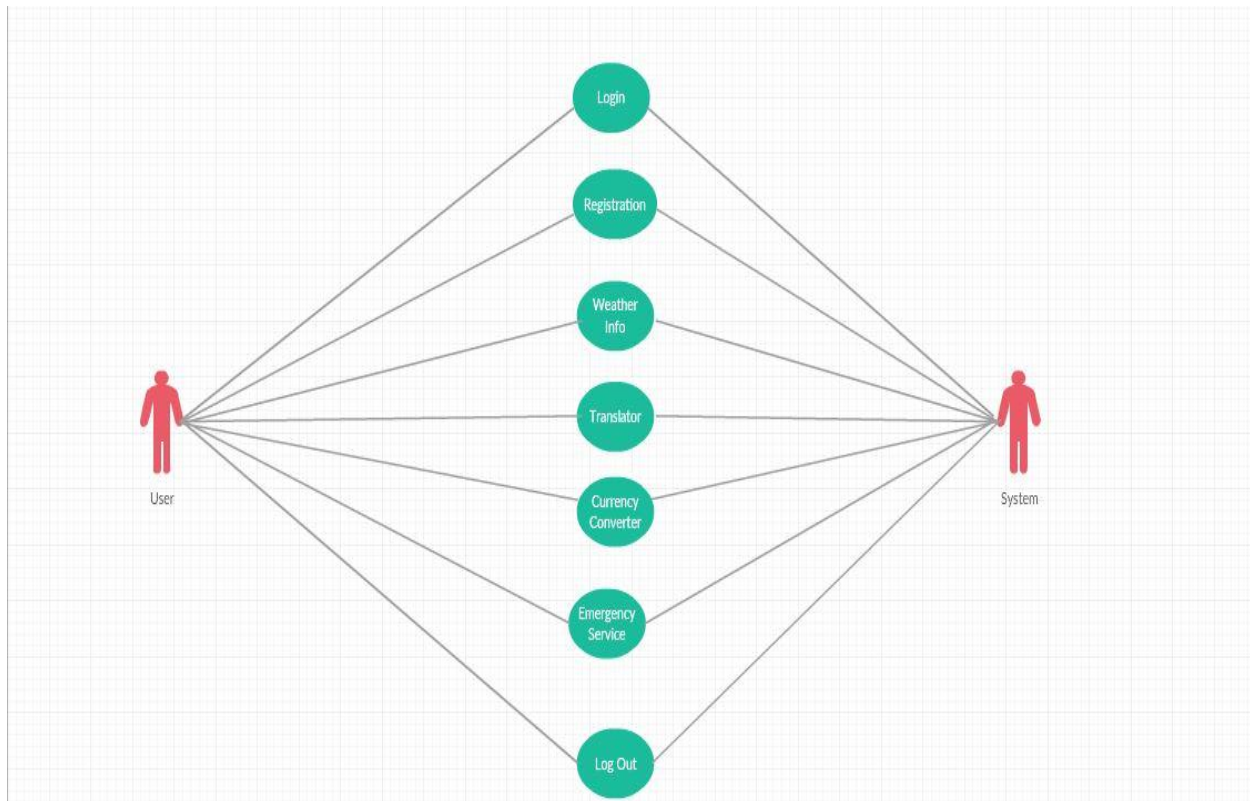 Login
Registration
Weather
Info
Translator
Currency
Converter
Emergency
Service
Log Out
User
System